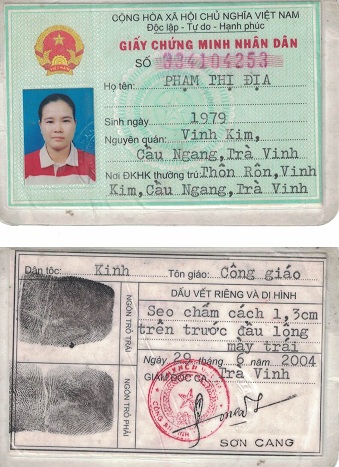 CỘNG HÒA XÃ HỘI CHỦ NGHĨA VIỆT NAM
Độc lập - Tự do - Hạnh phúc
GIẤY CHỨNG MINH NHÂN DÂN
SỐ 334104253
Họ tên: PHẠM THỊ ĐỊA
Sinh ngày 1979
Nguyên quán: Vinh Kim,
Cầu Ngang, Trà Vinh
Nơi ĐKHK thường trú Thôn Rôn, Vinh
Kim, Cầu Ngang, Trà Vinh
Dân tộc: Kinh Tôn giáo: Công giáo
NGÓN TRỎ TRÁI
NGÓN TRỎ PHẢI
DẤU VẾT RIÊNG VÀ DỊ HÌNH
Sẹo chấm cách 1,3cm
trên trước đầu lông
mày trái
Ngày 29 tháng 6 năm 2004
GIÁM ĐỐC CA Trà Vinh
SƠN CANG